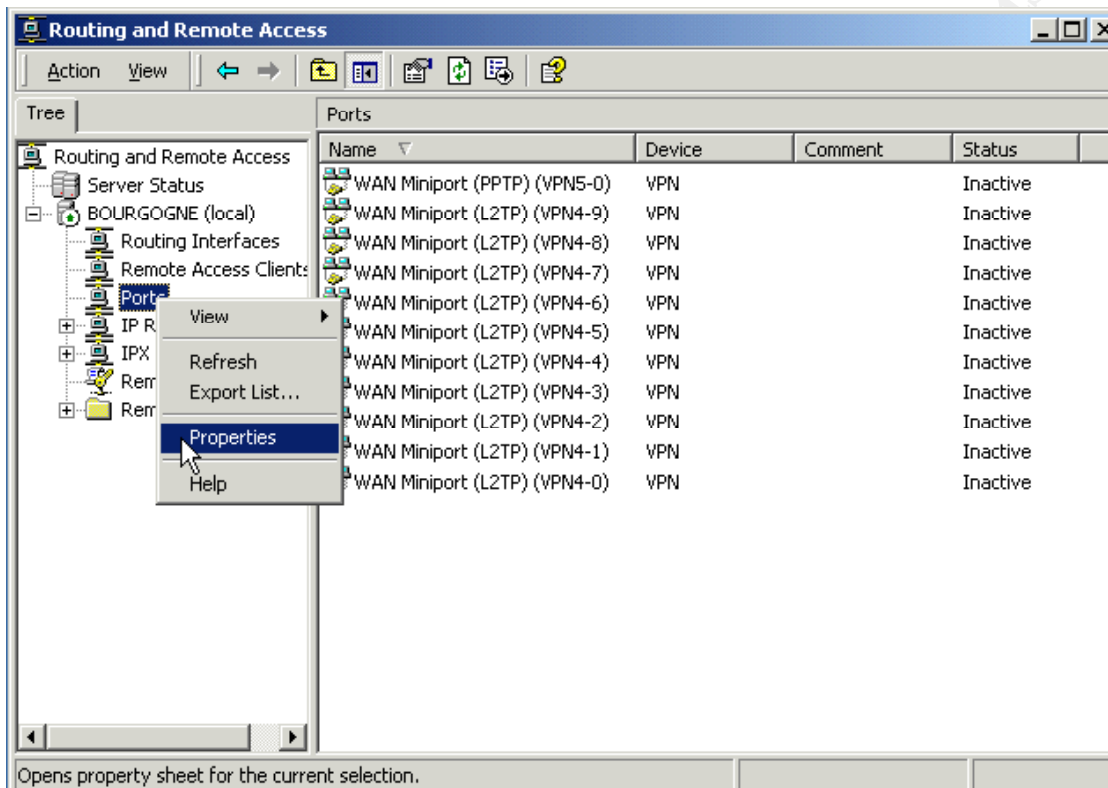 Routing and Remote Access
Action View
Tree
Ports
Routing and Remote Access
Server Status
BOURGOGNE (local)
Routing Interfaces
Remote Access Client
Ports
IP R
IPX
Rem
Rem
View
Refresh
Export List...
Properties
Help
Name Device Comment Status
WAN Miniport (PPTP) (VPN5-0) VPN Inactive
WAN Miniport (L2TP) (VPN4-9) VPN Inactive
WAN Miniport (L2TP) (VPN4-8) VPN Inactive
WAN Miniport (L2TP) (VPN4-7) VPN Inactive
WAN Miniport (L2TP) (VPN4-6) VPN Inactive
WAN Miniport (L2TP) (VPN4-5) VPN Inactive
WAN Miniport (L2TP) (VPN4-4) VPN Inactive
WAN Miniport (L2TP) (VPN4-3) VPN Inactive
WAN Miniport (L2TP) (VPN4-2) VPN Inactive
WAN Miniport (L2TP) (VPN4-1) VPN Inactive
WAN Miniport (L2TP) (VPN4-0) VPN Inactive
Opens property sheet for the current selection.